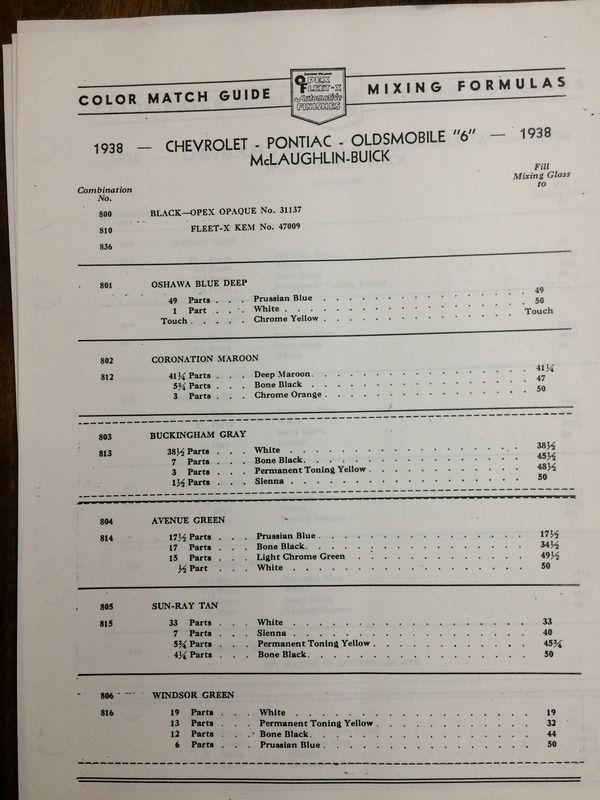 COLOR MATCH GUIDE
OPEX
FLEET-X
Automotive
FINISHES
MIXING FORMULAS
1938 — CHEVROLET - PONTIAC - OLDSMOBILE "6" — 1938
McLAUGHLIN-BUICK
Combination
No.
Fill
Mixing Glass
to
800 BLACK—OPEX OPAQUE No. 31137
810 FLEET-X KEM No. 47009
836
801 OSHAWA BLUE DEEP
49 Parts . . . Prussian Blue . . . . . . . . . . . . . 49
1 Part . . . White . . . . . . . . . . . . . 50
Touch . . . . . Chrome Yellow . . . . . . . . . . . . . Touch
802 CORONATION MAROON
812 41¼ Parts . . . Deep Maroon . . . . . . . . . . . . . 41¼
5¾ Parts . . . Bone Black . . . . . . . . . . . . . 47
3 Parts . . . Chrome Orange . . . . . . . . . . . . . 50
803 BUCKINGHAM GRAY
813 38½ Parts . . . White . . . . . . . . . . . . . 38½
7 Parts . . . Bone Black . . . . . . . . . . . . . 45½
3 Parts . . . Permanent Toning Yellow . . . . . . . . . . 48½
1½ Parts . . . Sienna . . . . . . . . . . . . . 50
804 AVENUE GREEN
814 17½ Parts . . . Prussian Blue . . . . . . . . . . . . . 17½
17 Parts . . . Bone Black . . . . . . . . . . . . . 34½
15 Parts . . . Light Chrome Green . . . . . . . . . . . 49½
½ Part . . . White . . . . . . . . . . . . . 50
805 SUN-RAY TAN
815 33 Parts . . . White . . . . . . . . . . . . . 33
7 Parts . . . Sienna . . . . . . . . . . . . . 40
5¾ Parts . . . Permanent Toning Yellow . . . . . . . . . . 45¾
4¼ Parts . . . Bone Black . . . . . . . . . . . . . 50
806 WINDSOR GREEN
816 19 Parts . . . White . . . . . . . . . . . . . 19
13 Parts . . . Permanent Toning Yellow . . . . . . . . . . 32
12 Parts . . . Bone Black . . . . . . . . . . . . . 44
6 Parts . . . Prussian Blue . . . . . . . . . . . . . 50